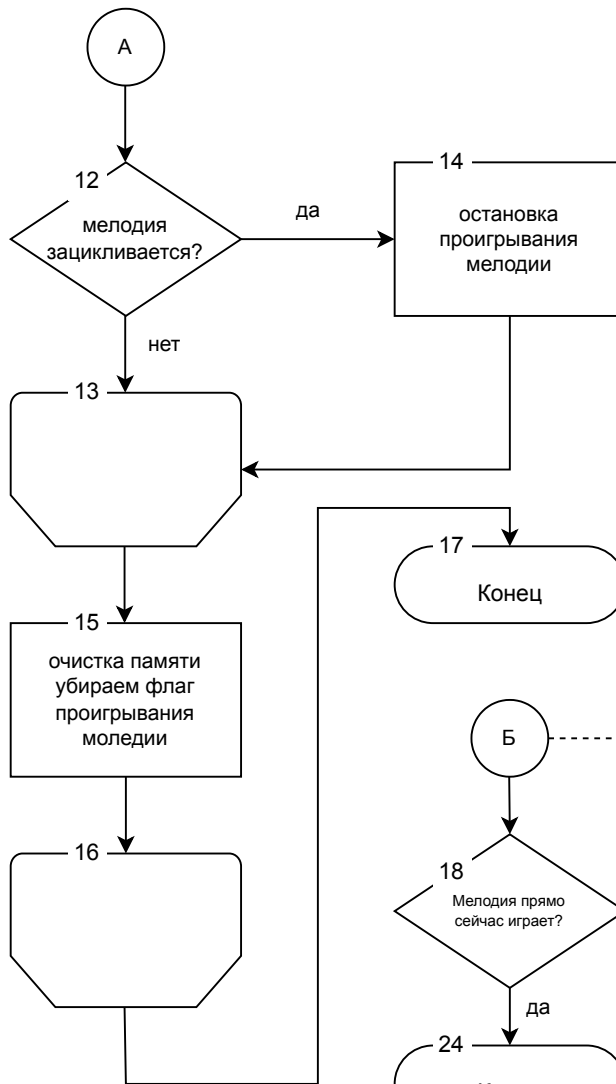 А
12
мелодия
зацикливается?
да
14
остановка
проигрывания
мелодии
нет
13
17
Конец
15
очистка памяти
убираем флаг
проигрывания
моледии
Б
16
18
Мелодия прямо
сейчас играет?
да
24